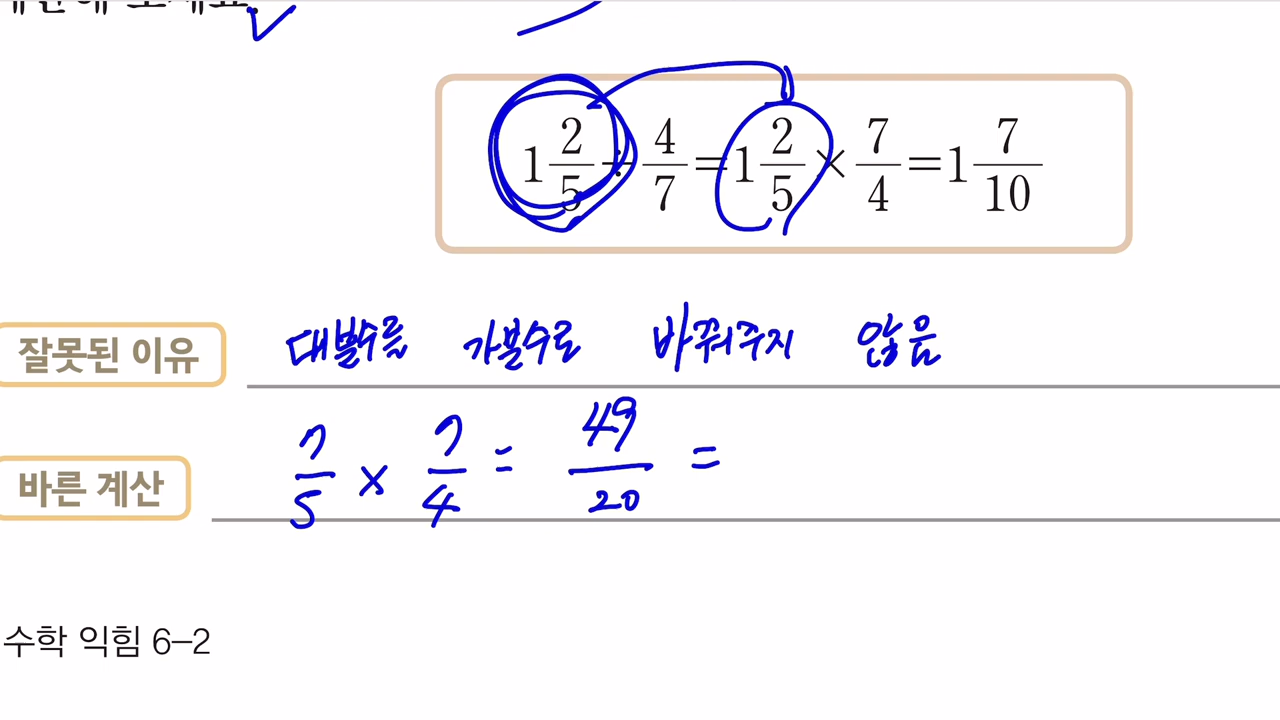 1 2/5 ÷ 4/7 = 1 2/5 × 7/4 = 1 7/10
잘못된 이유 대분수를 가분수로 바꿔주지 않음
바른 계산 7/5 × 7/4 = 49/20 =
수학 익힘 6-2